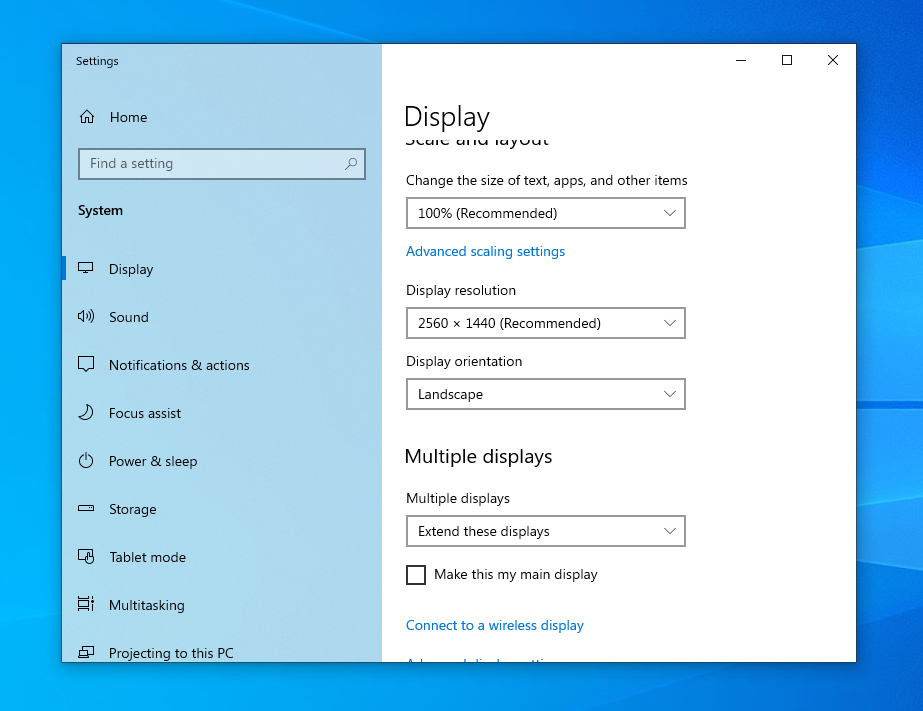 Settings
Home
Find a setting
System
Display
Sound
Notifications & actions
Focus assist
Power & sleep
Storage
Tablet mode
Multitasking
Projecting to this PC
Display
Scale and layout
Change the size of text, apps, and other items
100% (Recommended)
Advanced scaling settings
Display resolution
2560 × 1440 (Recommended)
Display orientation
Landscape
Multiple displays
Multiple displays
Extend these displays
Make this my main display
Connect to a wireless display